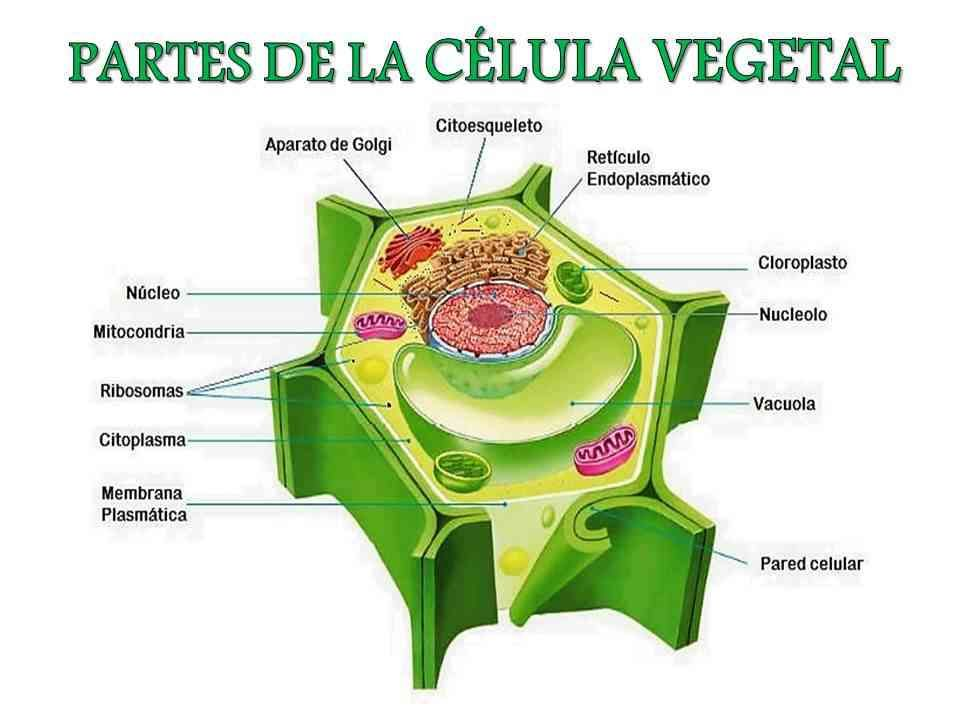 PARTES DE LA CÉLULA VEGETAL
Citoesqueleto
Aparato de Golgi
Retículo
Endoplasmático
Cloroplasto
Núcleo
Nucleolo
Mitocondria
Ribosomas
Vacuola
Citoplasma
Membrana
Plasmática
Pared celular